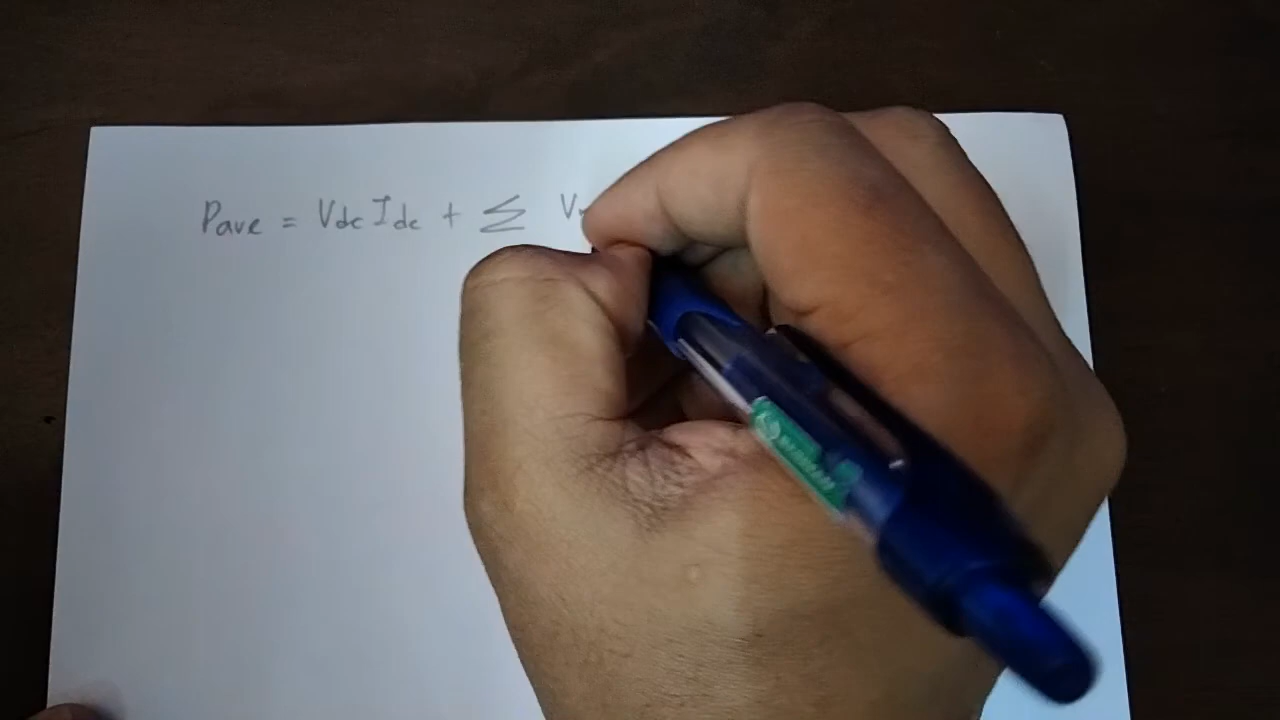 Pave = Vdc Idc + Σ V